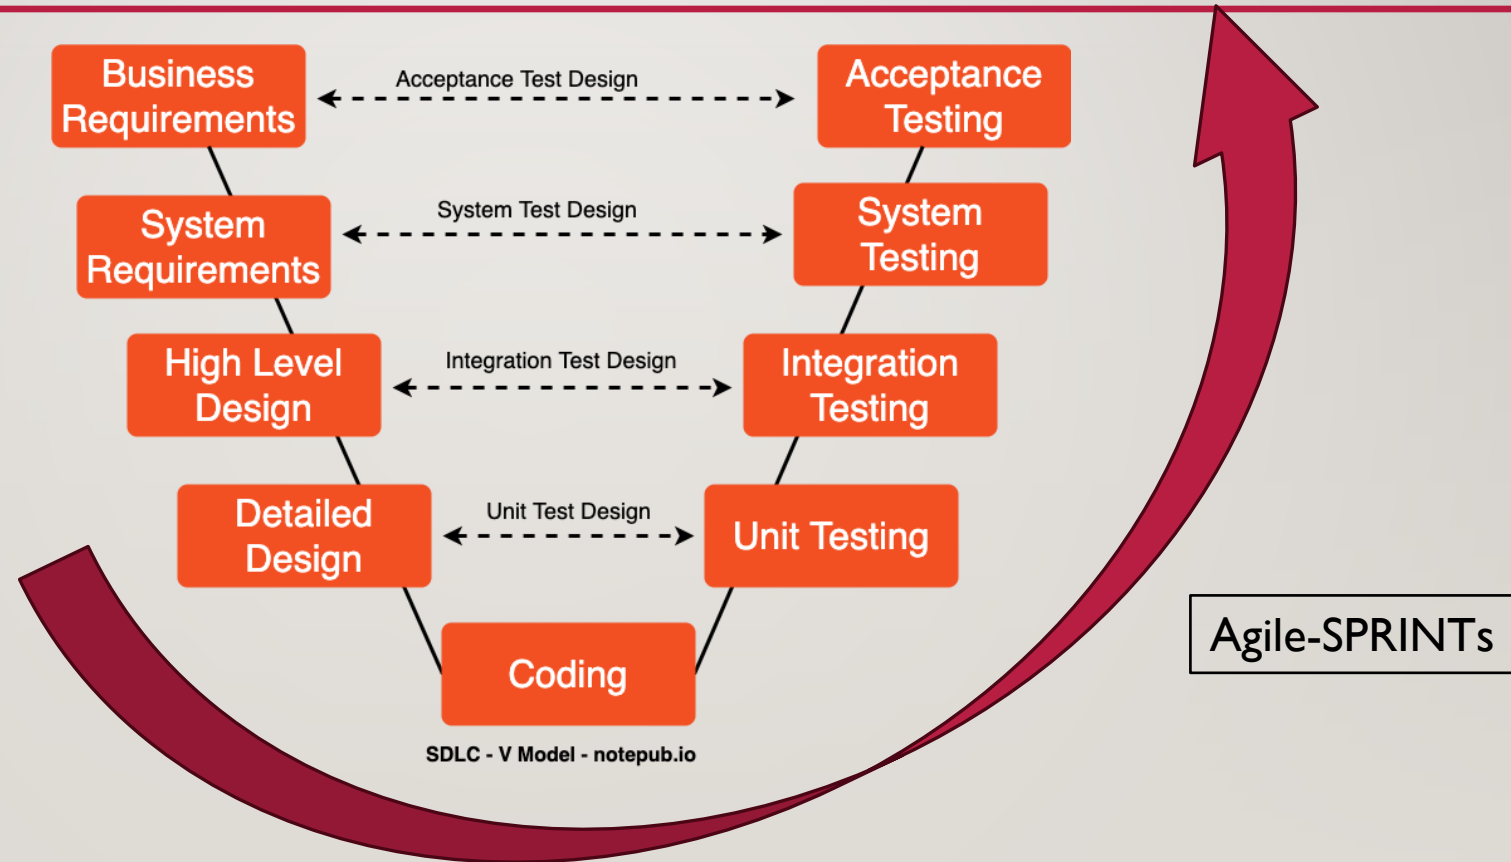 Business
Requirements
Acceptance Test Design
Acceptance
Testing
System
Requirements
System Test Design
System
Testing
High Level
Design
Integration Test Design
Integration
Testing
Detailed
Design
Unit Test Design
Unit Testing
Agile-SPRINTs
Coding
SDLC - V Model - notepub.io